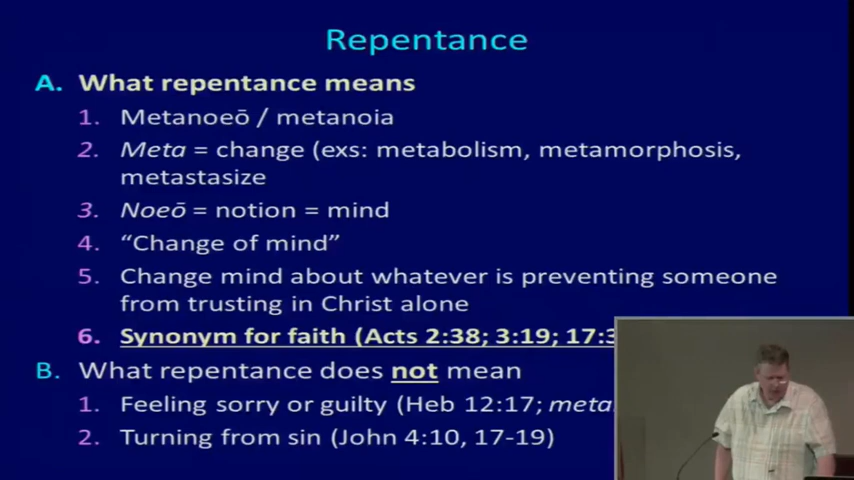 Repentance
A. What repentance means
1. Metanoeō / metanoia
2. Meta = change (exs: metabolism, metamorphosis,
metastasize
3. Noeō = notion = mind
4. “Change of mind”
5. Change mind about whatever is preventing someone
from trusting in Christ alone
6. Synonym for faith (Acts 2:38; 3:19;
B. What repentance does not mean
1. Feeling sorry or guilty (Heb 12:17;
2. Turning from sin (John 4:10, 17-19)